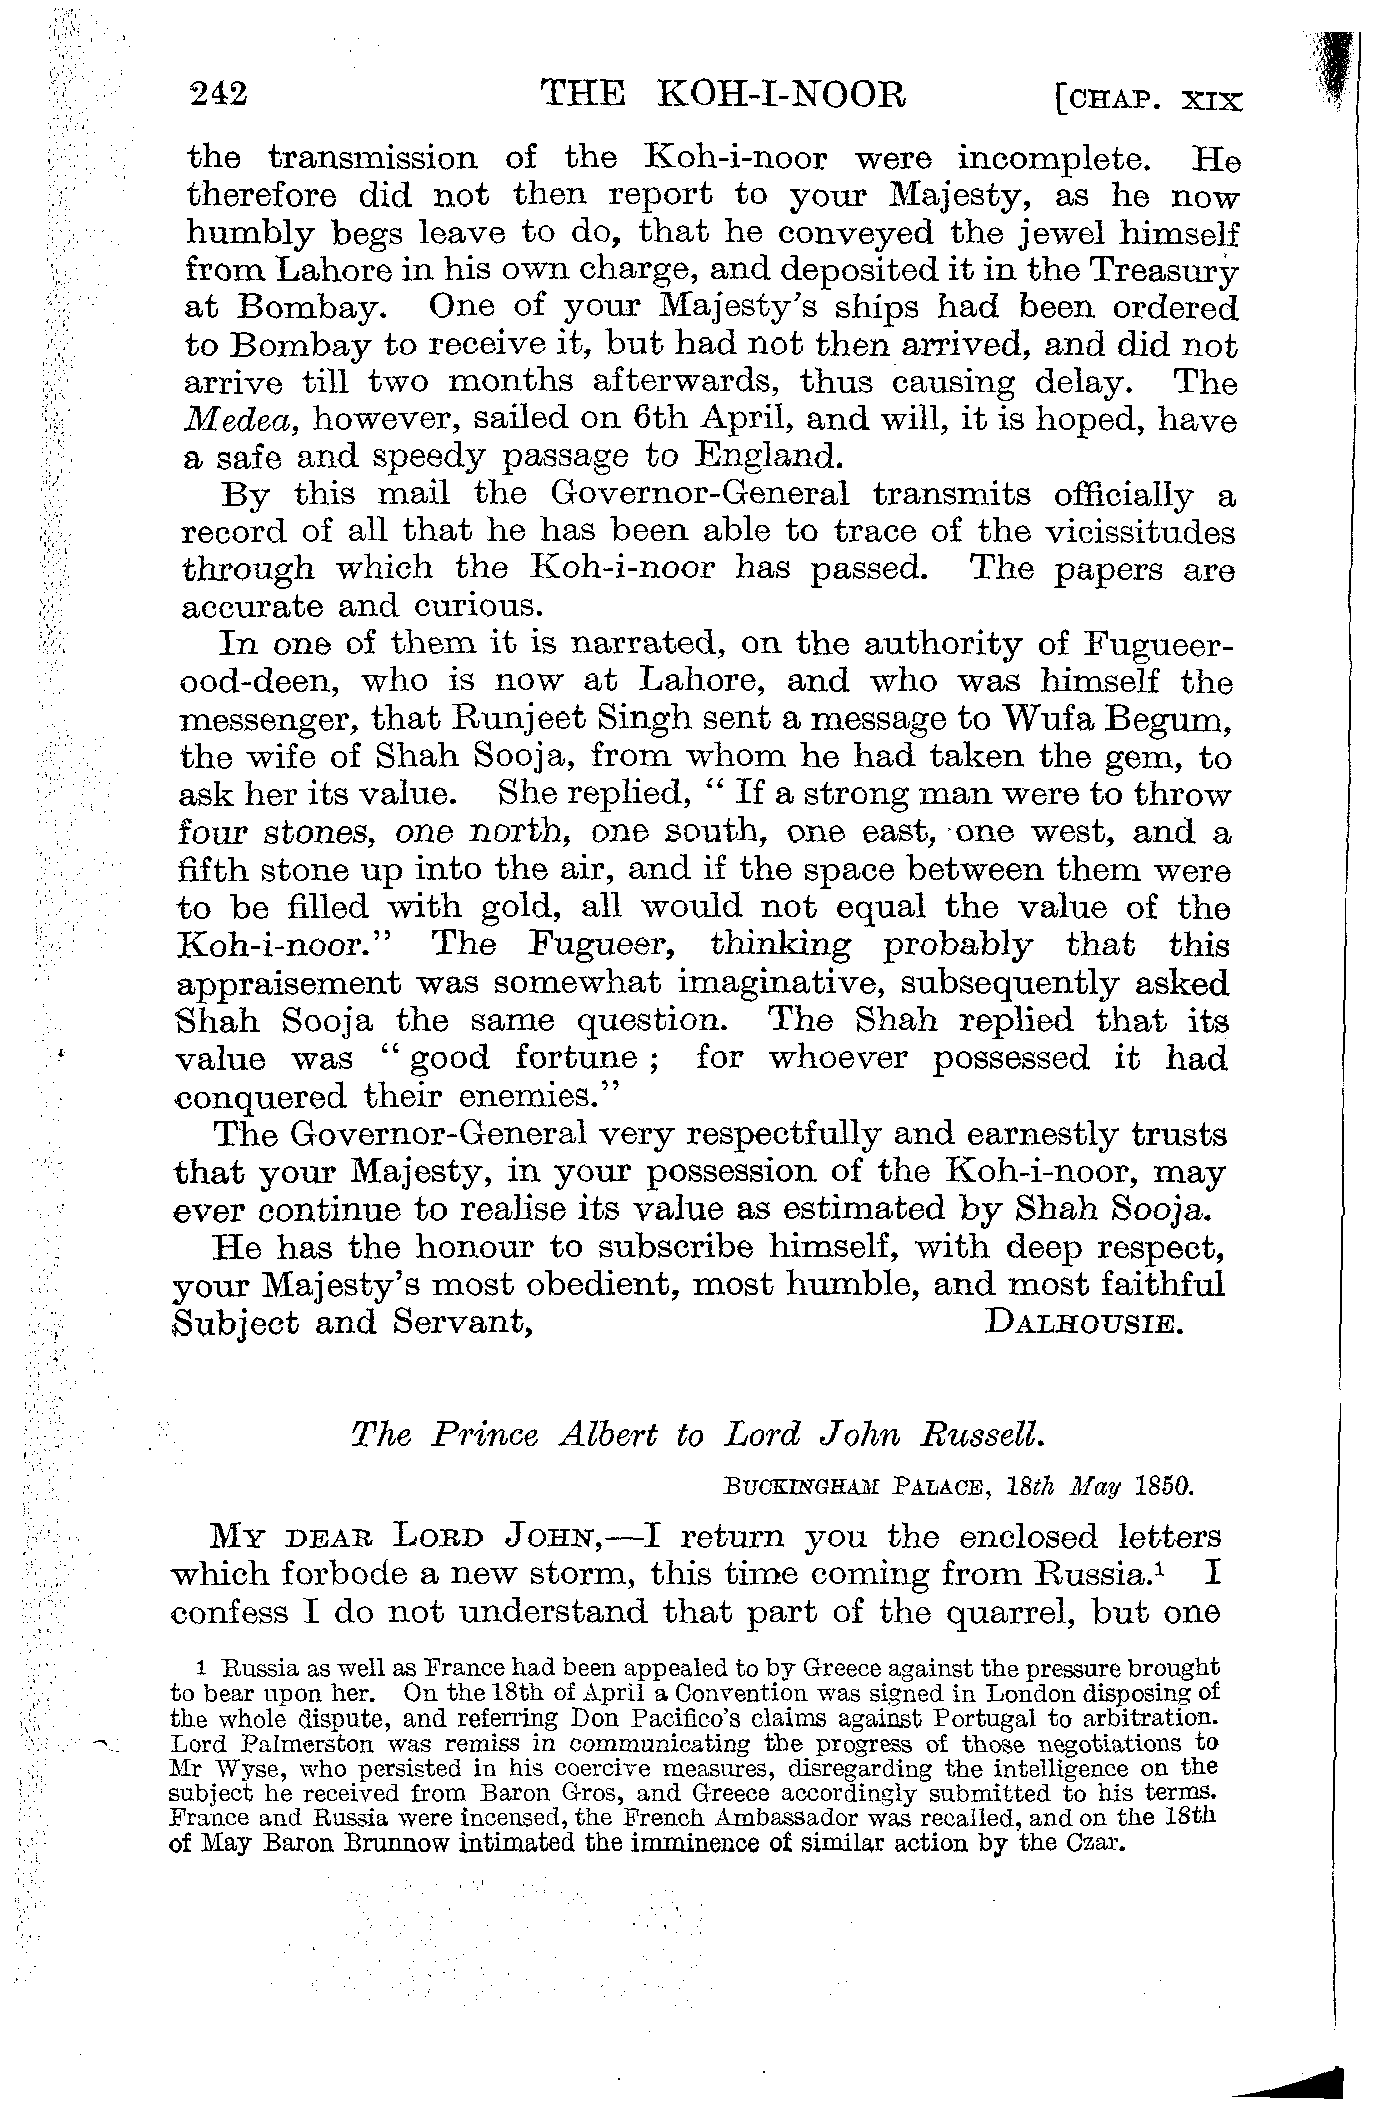 242 THE KOH-I-NOOR [CHAP. XIX
the transmission of the Koh-i-noor were incomplete. He
therefore did not then report to your Majesty, as he now
humbly begs leave to do, that he conveyed the jewel himself
from Lahore in his own charge, and deposited it in the Treasury
at Bombay. One of your Majesty's ships had been ordered
to Bombay to receive it, but had not then arrived, and did not
arrive till two months afterwards, thus causing delay. The
Medea, however, sailed on 6th April, and will, it is hoped, have
a safe and speedy passage to England.
By this mail the Governor-General transmits officially a
record of all that he has been able to trace of the vicissitudes
through which the Koh-i-noor has passed. The papers are
accurate and curious.
In one of them it is narrated, on the authority of Fugueer-
ood-deen, who is now at Lahore, and who was himself the
messenger, that Runjeet Singh sent a message to Wufa Begum,
the wife of Shah Sooja, from whom he had taken the gem, to
ask her its value. She replied, “ If a strong man were to throw
four stones, one north, one south, one east, one west, and a
fifth stone up into the air, and if the space between them were
to be filled with gold, all would not equal the value of the
Koh-i-noor.” The Fugueer, thinking probably that this
appraisement was somewhat imaginative, subsequently asked
Shah Sooja the same question. The Shah replied that its
value was “ good fortune ; for whoever possessed it had
conquered their enemies.”
The Governor-General very respectfully and earnestly trusts
that your Majesty, in your possession of the Koh-i-noor, may
ever continue to realise its value as estimated by Shah Sooja.
He has the honour to subscribe himself, with deep respect,
your Majesty's most obedient, most humble, and most faithful
Subject and Servant, DALHOUSIE.
The Prince Albert to Lord John Russell.
BUCKINGHAM PALACE, 18th May 1850.
MY DEAR LORD JOHN,—I return you the enclosed letters
which forbode a new storm, this time coming from Russia.¹ I
confess I do not understand that part of the quarrel, but one
1 Russia as well as France had been appealed to by Greece against the pressure brought
to bear upon her. On the 18th of April a Convention was signed in London disposing of
the whole dispute, and referring Don Pacifico's claims against Portugal to arbitration.
Lord Palmerston was remiss in communicating the progress of those negotiations to
Mr Wyse, who persisted in his coercive measures, disregarding the intelligence on the
subject he received from Baron Gros, and Greece accordingly submitted to his terms.
France and Russia were incensed, the French Ambassador was recalled, and on the 18th
of May Baron Brunnow intimated the imminence of similar action by the Czar.